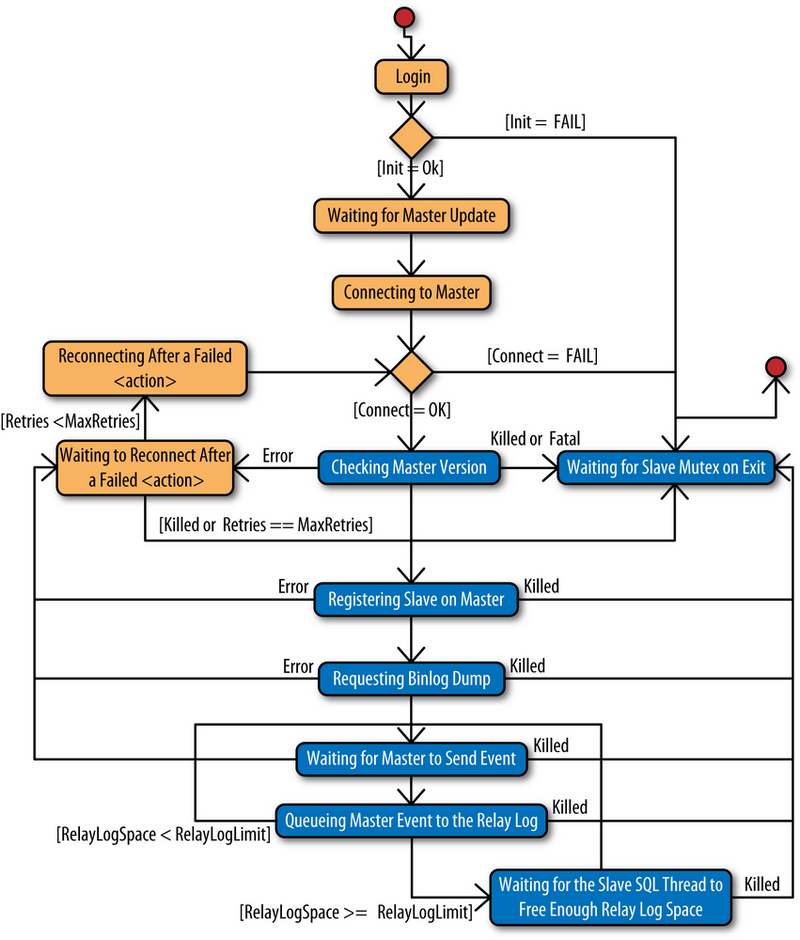 Login
[Init = FAIL]
[Init = Ok]
Waiting for Master Update
Connecting to Master
Reconnecting After a Failed
<action>
[Connect = FAIL]
[Connect = OK]
[Retries <MaxRetries]
Waiting to Reconnect After
a Failed <action>
Error
Checking Master Version
Killed or Fatal
Waiting for Slave Mutex on Exit
[Killed or Retries == MaxRetries]
Error
Registering Slave on Master
Killed
Error
Requesting Binlog Dump
Killed
Waiting for Master to Send Event
Killed
Queueing Master Event to the Relay Log
Killed
[RelayLogSpace < RelayLogLimit]
Waiting for the Slave SQL Thread to
Free Enough Relay Log Space
Killed
[RelayLogSpace >= RelayLogLimit]